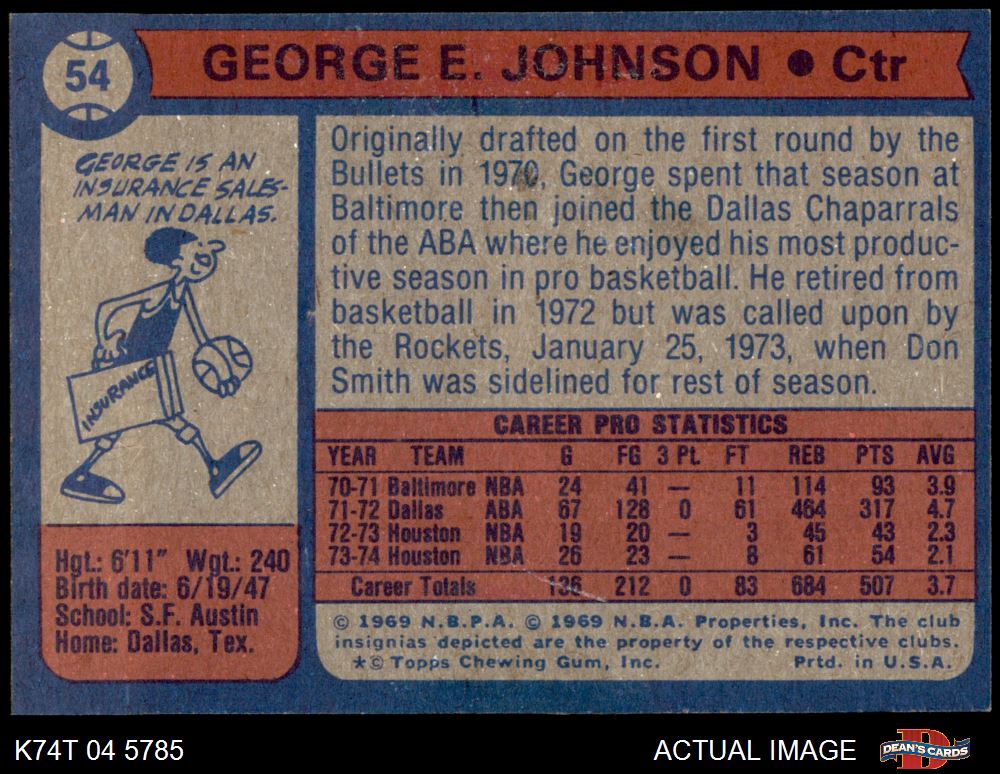 54
GEORGE E. JOHNSON ● Ctr
GEORGE IS AN
INSURANCE SALES-
MAN IN DALLAS.
INSURANCE
Hgt.: 6'11" Wgt.: 240
Birth date: 6/19/47
School: S.F. Austin
Home: Dallas, Tex.
Originally drafted on the first round by the
Bullets in 1970, George spent that season at
Baltimore then joined the Dallas Chaparrals
of the ABA where he enjoyed his most produc-
tive season in pro basketball. He retired from
basketball in 1972 but was called upon by
the Rockets, January 25, 1973, when Don
Smith was sidelined for rest of season.
CAREER PRO STATISTICS
YEAR TEAM G FG 3 PL FT REB PTS AVG
70-71 Baltimore NBA 24 41 — 11 114 93 3.9
71-72 Dallas ABA 67 128 0 61 464 317 4.7
72-73 Houston NBA 19 20 — 3 45 43 2.3
73-74 Houston NBA 26 23 — 8 61 54 2.1
Career Totals 136 212 0 83 684 507 3.7
© 1969 N.B.P.A. © 1969 N.B.A. Properties, Inc. The club
insignias depicted are the property of the respective clubs.
*© Topps Chewing Gum, Inc. Prtd. in U.S.A.
K74T 04 5785
ACTUAL IMAGE
DEAN'S CARDS